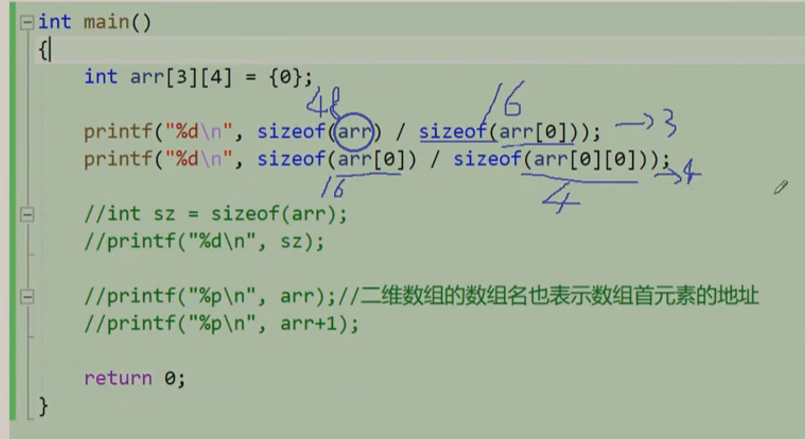 int main()
{
int arr[3][4] = {0};
48 16
printf("%d\n", sizeof(arr) / sizeof(arr[0])); →3
printf("%d\n", sizeof(arr[0]) / sizeof(arr[0][0])); →4
16 4
//int sz = sizeof(arr);
//printf("%d\n", sz);
//printf("%p\n", arr);//二维数组的数组名也表示数组首元素的地址
//printf("%p\n", arr+1);
return 0;
}